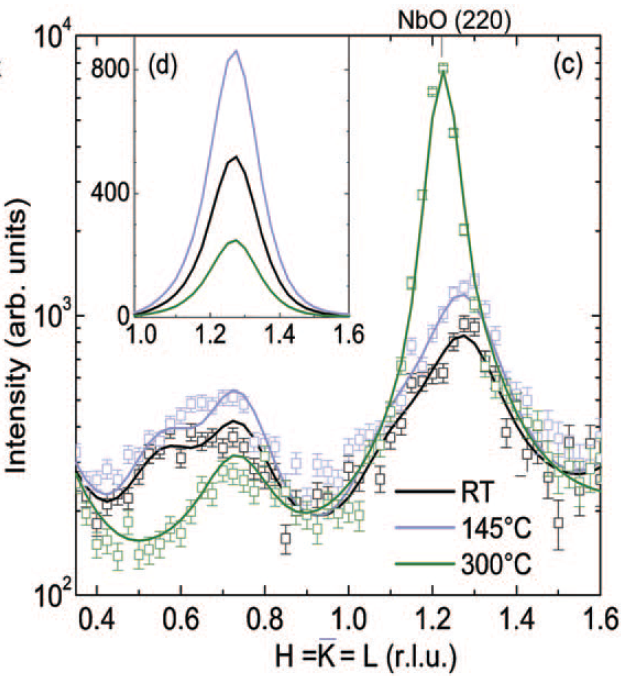 NbO (220)
10⁴
(d)
(c)
800
400
0
1.0 1.2 1.4 1.6
10³
Intensity (arb. units)
RT
145°C
300°C
10²
0.4 0.6 0.8 1.0 1.2 1.4 1.6
H =K̅= L (r.l.u.)